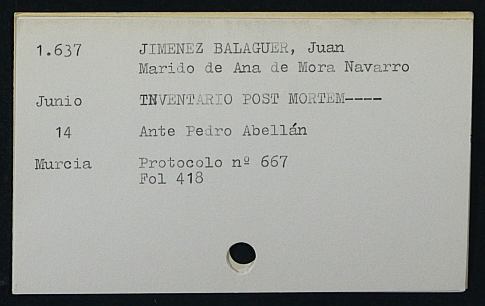 1.637 JIMENEZ BALAGUER, Juan
Marido de Ana de Mora Navarro
Junio INVENTARIO POST MORTEM----
14 Ante Pedro Abellán
Murcia Protocolo nº 667
Fol 418